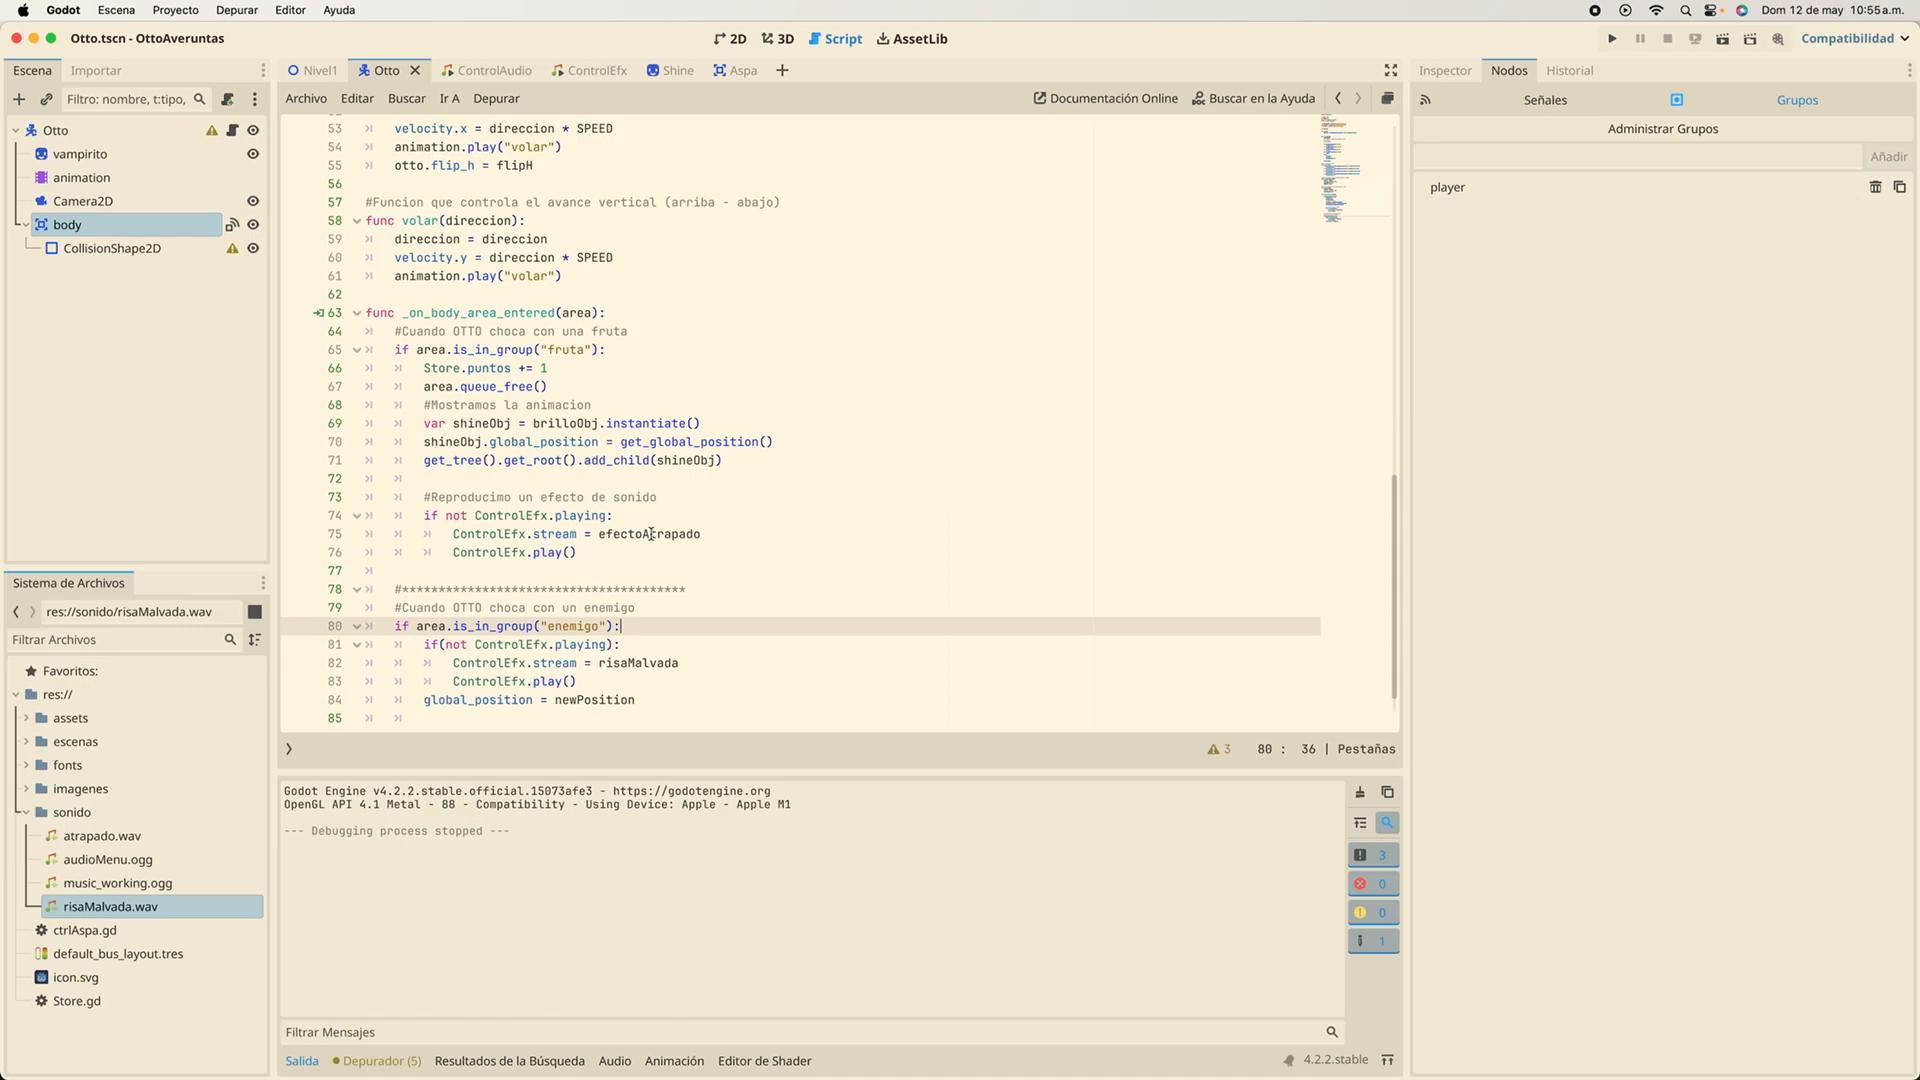 Godot Escena Proyecto Depurar Editor Ayuda
Dom 12 de may 10:55a.m.
Otto.tscn - OttoAveruntas
2D 3D Script AssetLib
Compatibilidad
Escena Importar
Nivel1 Otto ControlAudio ControlEfx Shine Aspa
Inspector Nodos Historial
Filtro: nombre, t:tipo,
Archivo Editar Buscar Ir A Depurar
Documentación Online Buscar en la Ayuda
Señales Grupos
Administrar Grupos
Añadir
player
Otto
vampirito
animation
Camera2D
body
CollisionShape2D
53 velocity.x = direccion * SPEED
54 animation.play("volar")
55 otto.flip_h = flipH
56
57 #Funcion que controla el avance vertical (arriba - abajo)
58 func volar(direccion):
59 direccion = direccion
60 velocity.y = direccion * SPEED
61 animation.play("volar")
62
63 func _on_body_area_entered(area):
64 #Cuando OTTO choca con una fruta
65 if area.is_in_group("fruta"):
66 Store.puntos += 1
67 area.queue_free()
68 #Mostramos la animacion
69 var shineObj = brilloObj.instantiate()
70 shineObj.global_position = get_global_position()
71 get_tree().get_root().add_child(shineObj)
72
73 #Reproducimo un efecto de sonido
74 if not ControlEfx.playing:
75 ControlEfx.stream = efectoAtrapado
76 ControlEfx.play()
77
78 #***************************************
79 #Cuando OTTO choca con un enemigo
80 if area.is_in_group("enemigo"):
81 if(not ControlEfx.playing):
82 ControlEfx.stream = risaMalvada
83 ControlEfx.play()
84 global_position = newPosition
85
3 80 : 36 | Pestañas
Sistema de Archivos
res://sonido/risaMalvada.wav
Filtrar Archivos
Favoritos:
res://
assets
escenas
fonts
imagenes
sonido
atrapado.wav
audioMenu.ogg
music_working.ogg
risaMalvada.wav
ctrlAspa.gd
default_bus_layout.tres
icon.svg
Store.gd
Godot Engine v4.2.2.stable.official.15073afe3 - https://godotengine.org
OpenGL API 4.1 Metal - 88 - Compatibility - Using Device: Apple - Apple M1
--- Debugging process stopped ---
3
0
0
1
Filtrar Mensajes
Salida Depurador (5) Resultados de la Búsqueda Audio Animación Editor de Shader
4.2.2.stable